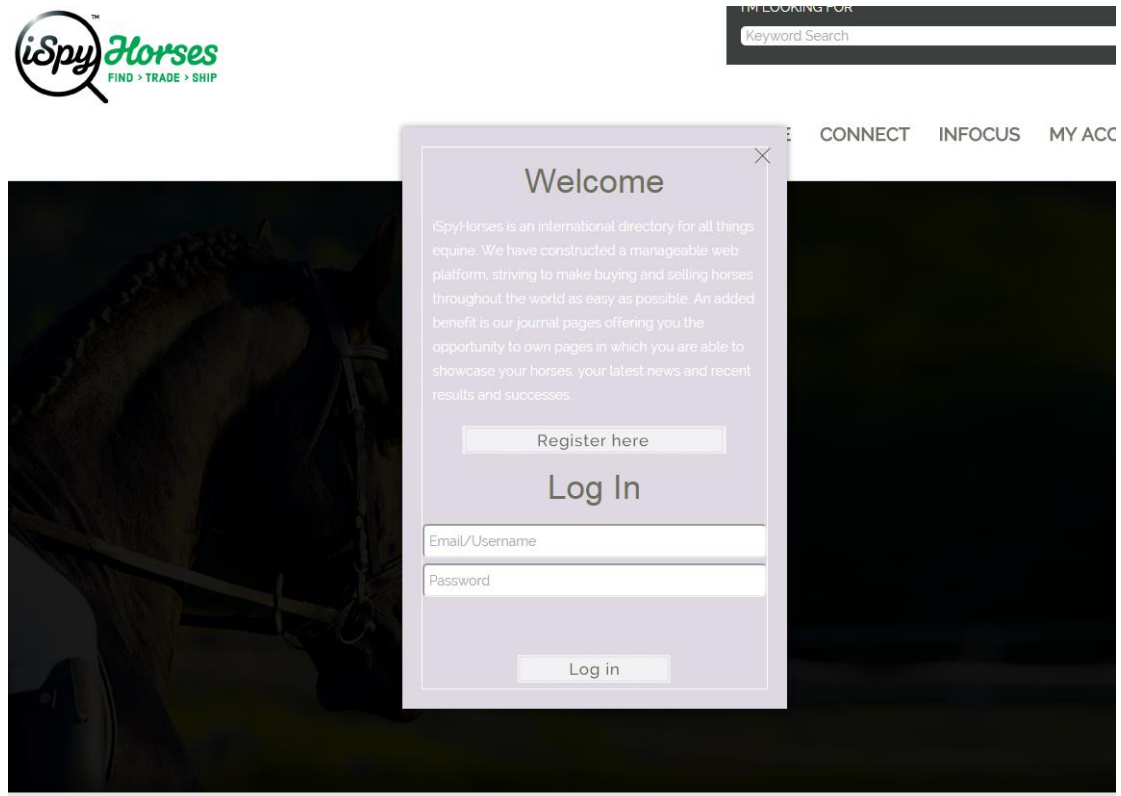 ™
iSpy Horses
FIND > TRADE > SHIP
I'M LOOKING FOR
Keyword Search
E CONNECT INFOCUS MY ACC
Welcome
iSpyHorses is an international directory for all things
equine. We have constructed a manageable web
platform, striving to make buying and selling horses
throughout the world as easy as possible. An added
benefit is our journal pages offering you the
opportunity to own pages in which you are able to
showcase your horses, your latest news and recent
results and successes.
Register here
Log In
Email/Username
Password
Log in